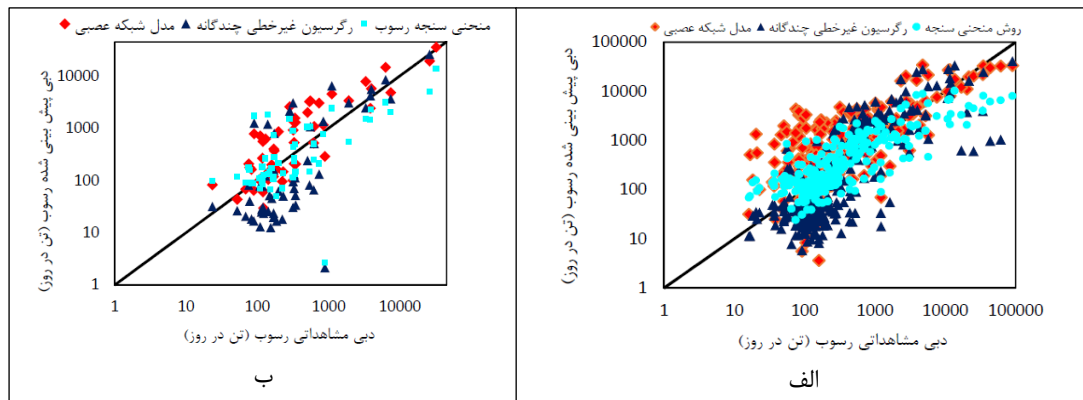 مدل شبکه عصبی رگرسیون غیرخطی چندگانه روش منحنی سنجه
100000
10000
1000
100
10
1
1 10 100 1000 10000 100000
دبی پیش بینی شده رسوب (تن در روز)
دبی مشاهداتی رسوب (تن در روز)
الف
مدل شبکه عصبی رگرسیون غیرخطی چندگانه منحنی سنجه رسوب
10000
1000
100
10
1
1 10 100 1000 10000
دبی پیش بینی شده رسوب (تن در روز)
دبی مشاهداتی رسوب (تن در روز)
ب